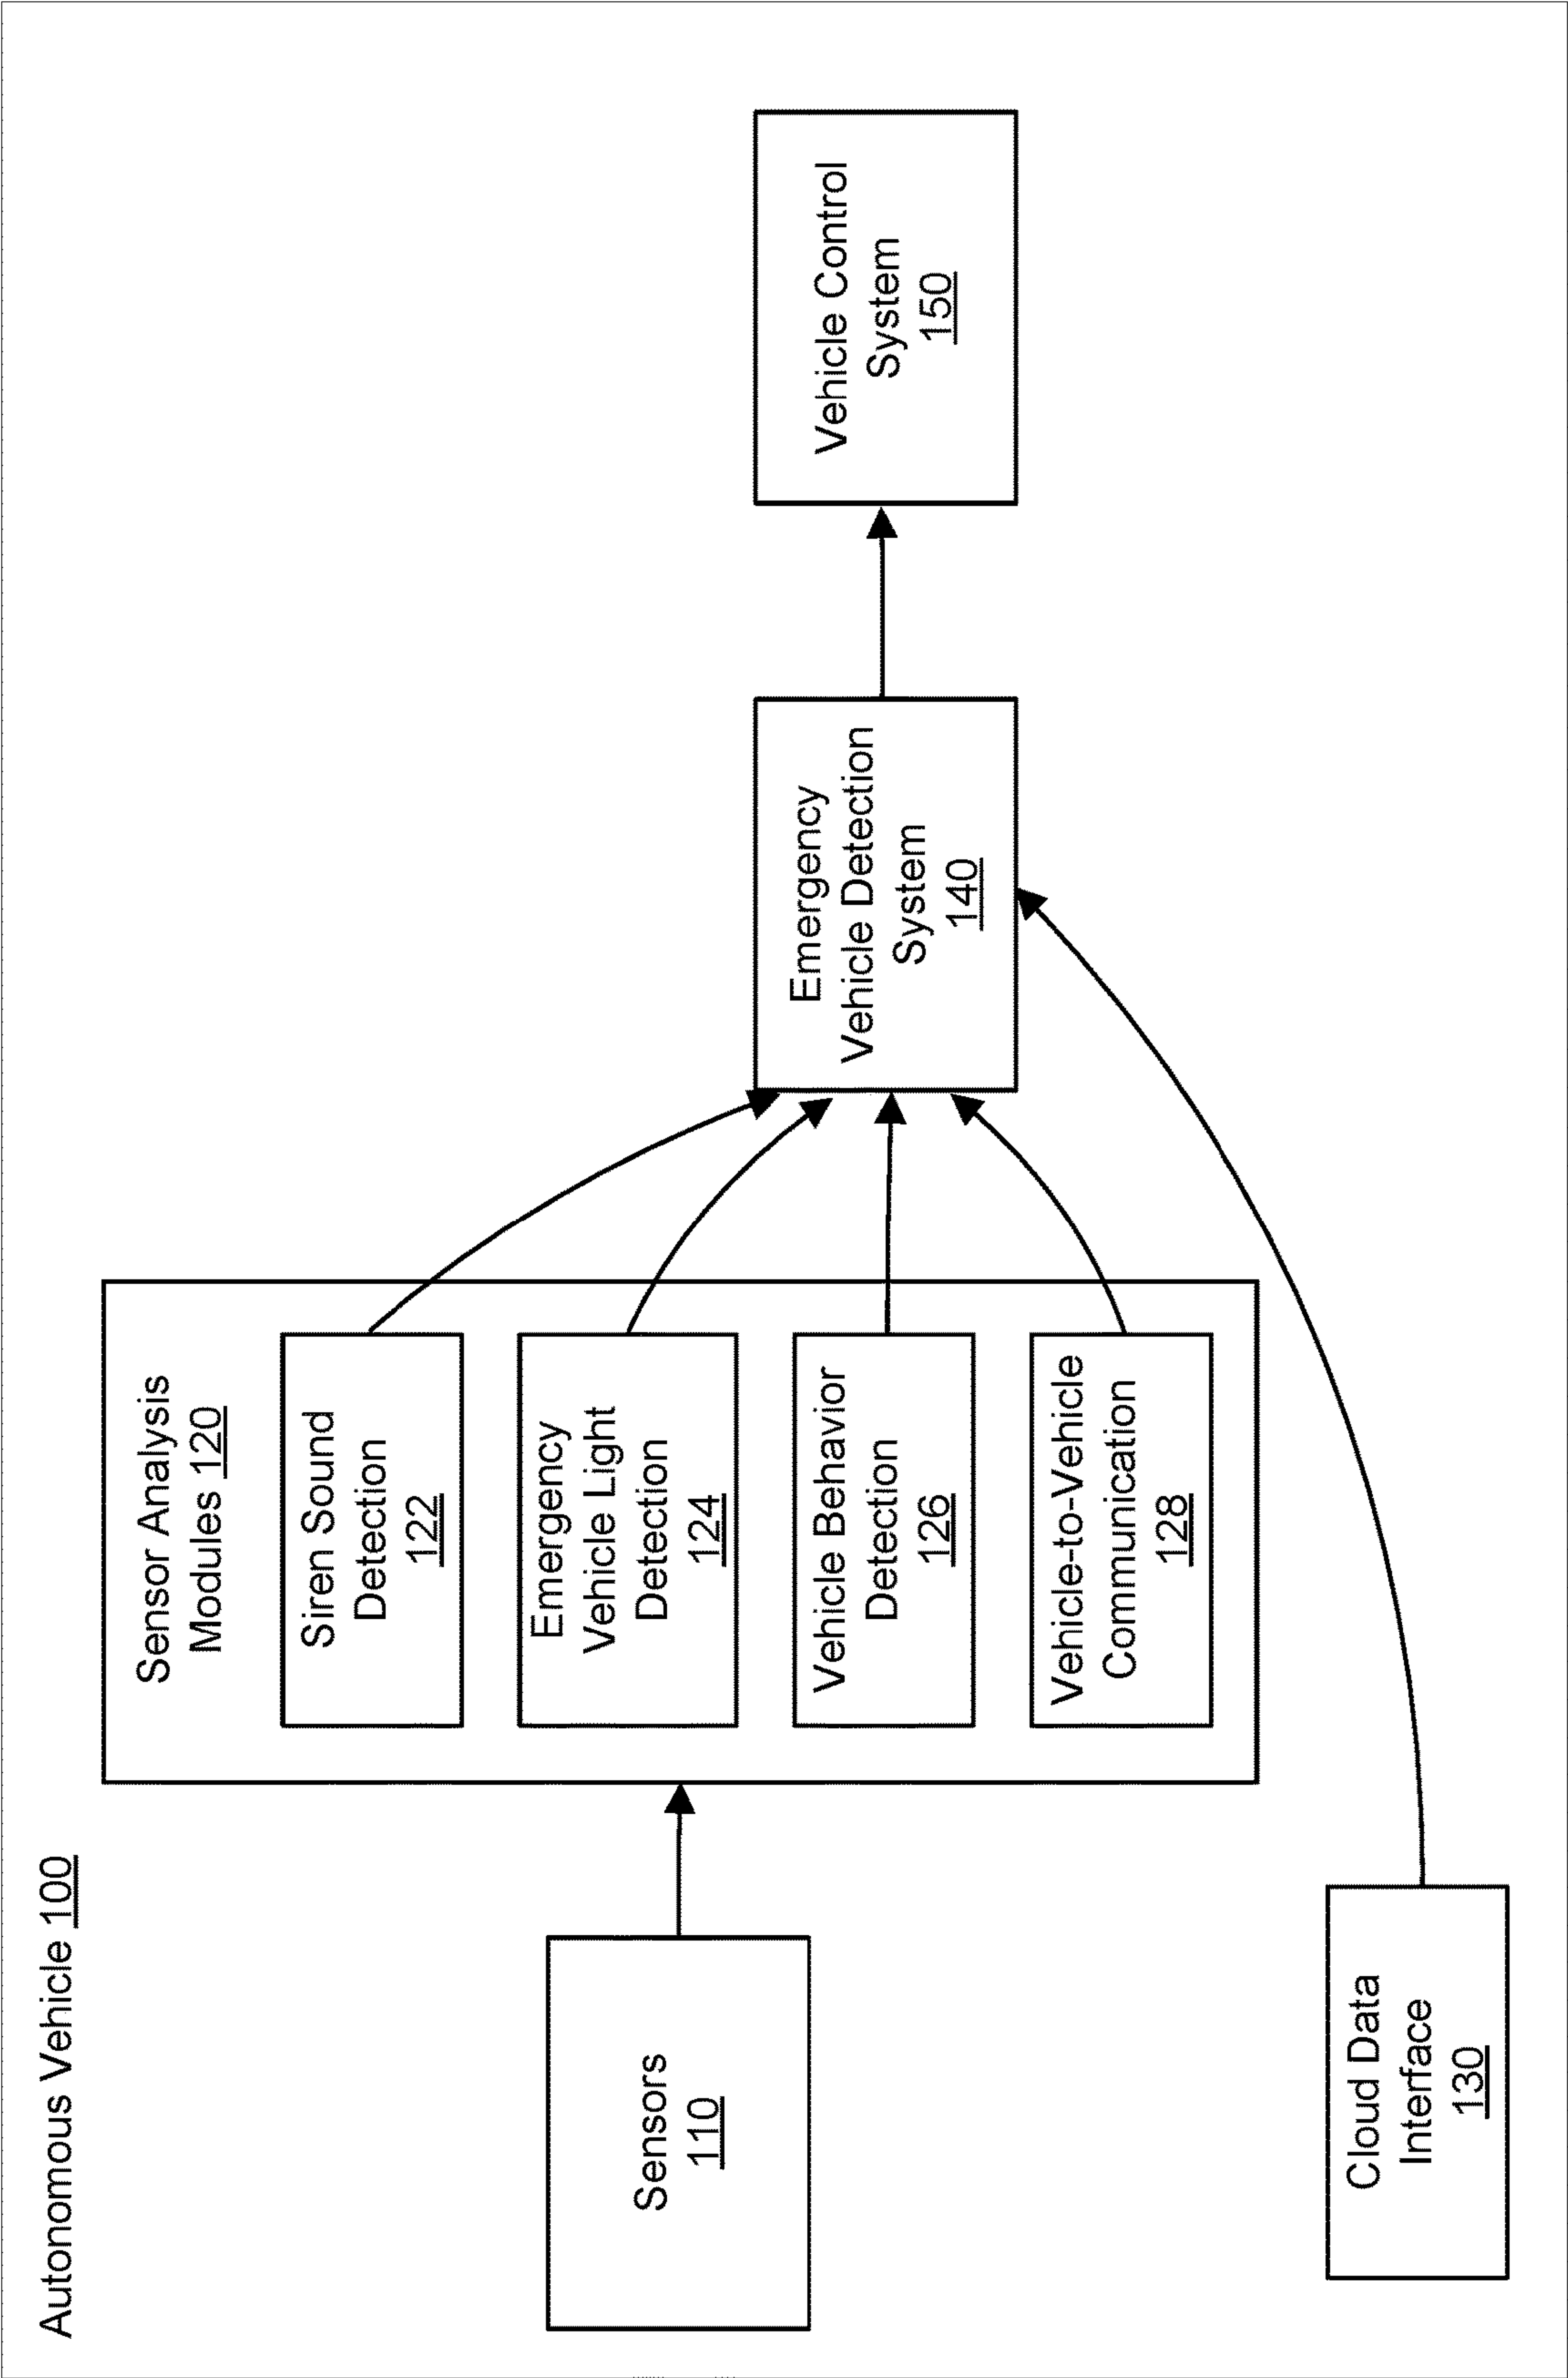 Autonomous Vehicle 100
Sensors
110
Sensor Analysis
Modules 120
Siren Sound
Detection
122
Emergency
Vehicle Light
Detection
124
Vehicle Behavior
Detection
126
Vehicle-to-Vehicle
Communication
128
Cloud Data
Interface
130
Emergency
Vehicle Detection
System
140
Vehicle Control
System
150